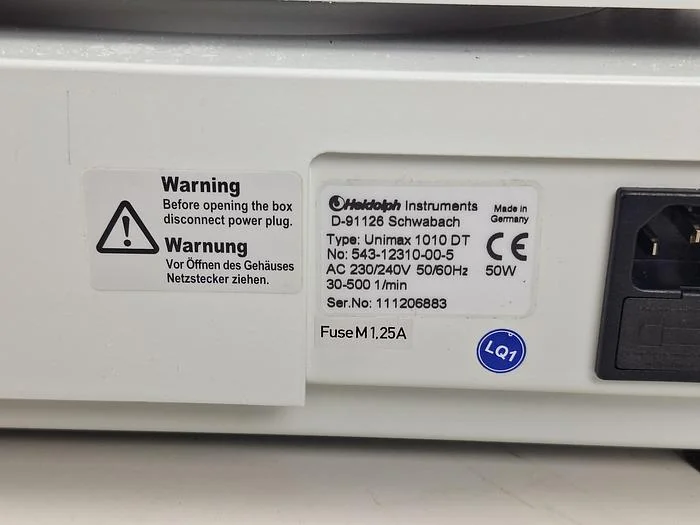 Warning
Before opening the box
disconnect power plug.
Warnung
Vor Öffnen des Gehäuses
Netzstecker ziehen.
Heidolph Instruments
D-91126 Schwabach
Made in
Germany
Type: Unimax 1010 DT
No: 543-12310-00-5
AC 230/240V 50/60Hz 50W
30-500 1/min
Ser.No: 111206883
CE
Fuse M 1,25A
LQ1